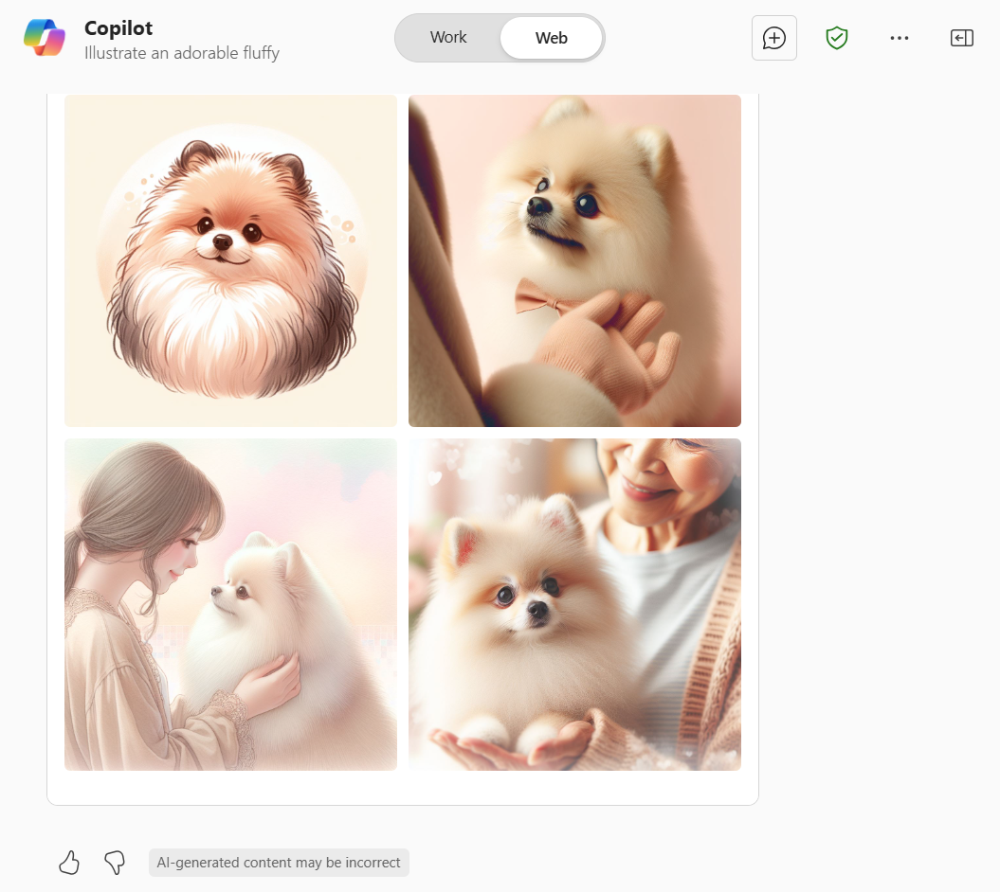 Copilot
Illustrate an adorable fluffy
Work
Web
AI-generated content may be incorrect